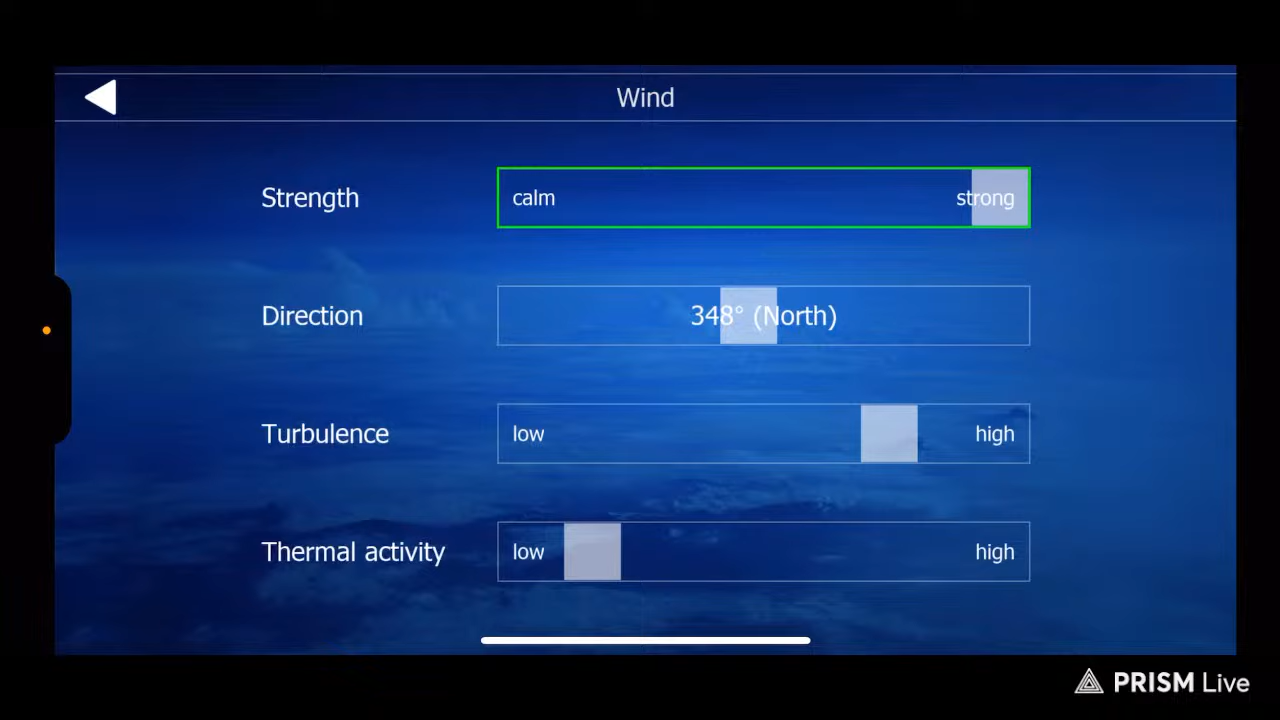 Wind
Strength
calm strong
Direction
348° (North)
Turbulence
low high
Thermal activity
low high
PRISM Live